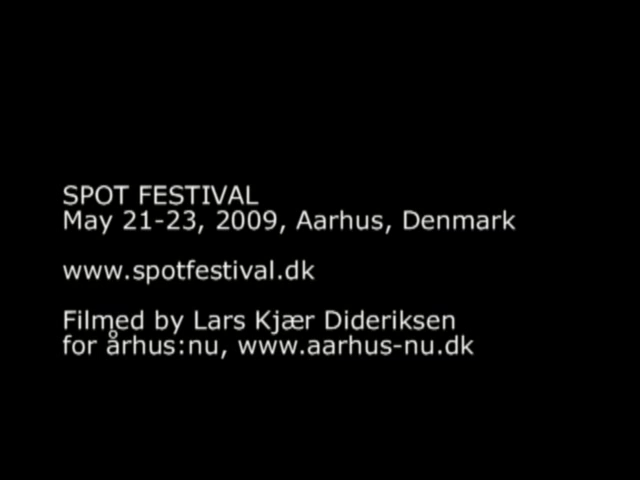 SPOT FESTIVAL
May 21-23, 2009, Aarhus, Denmark
www.spotfestival.dk
Filmed by Lars Kjær Dideriksen
for århus:nu, www.aarhus-nu.dk